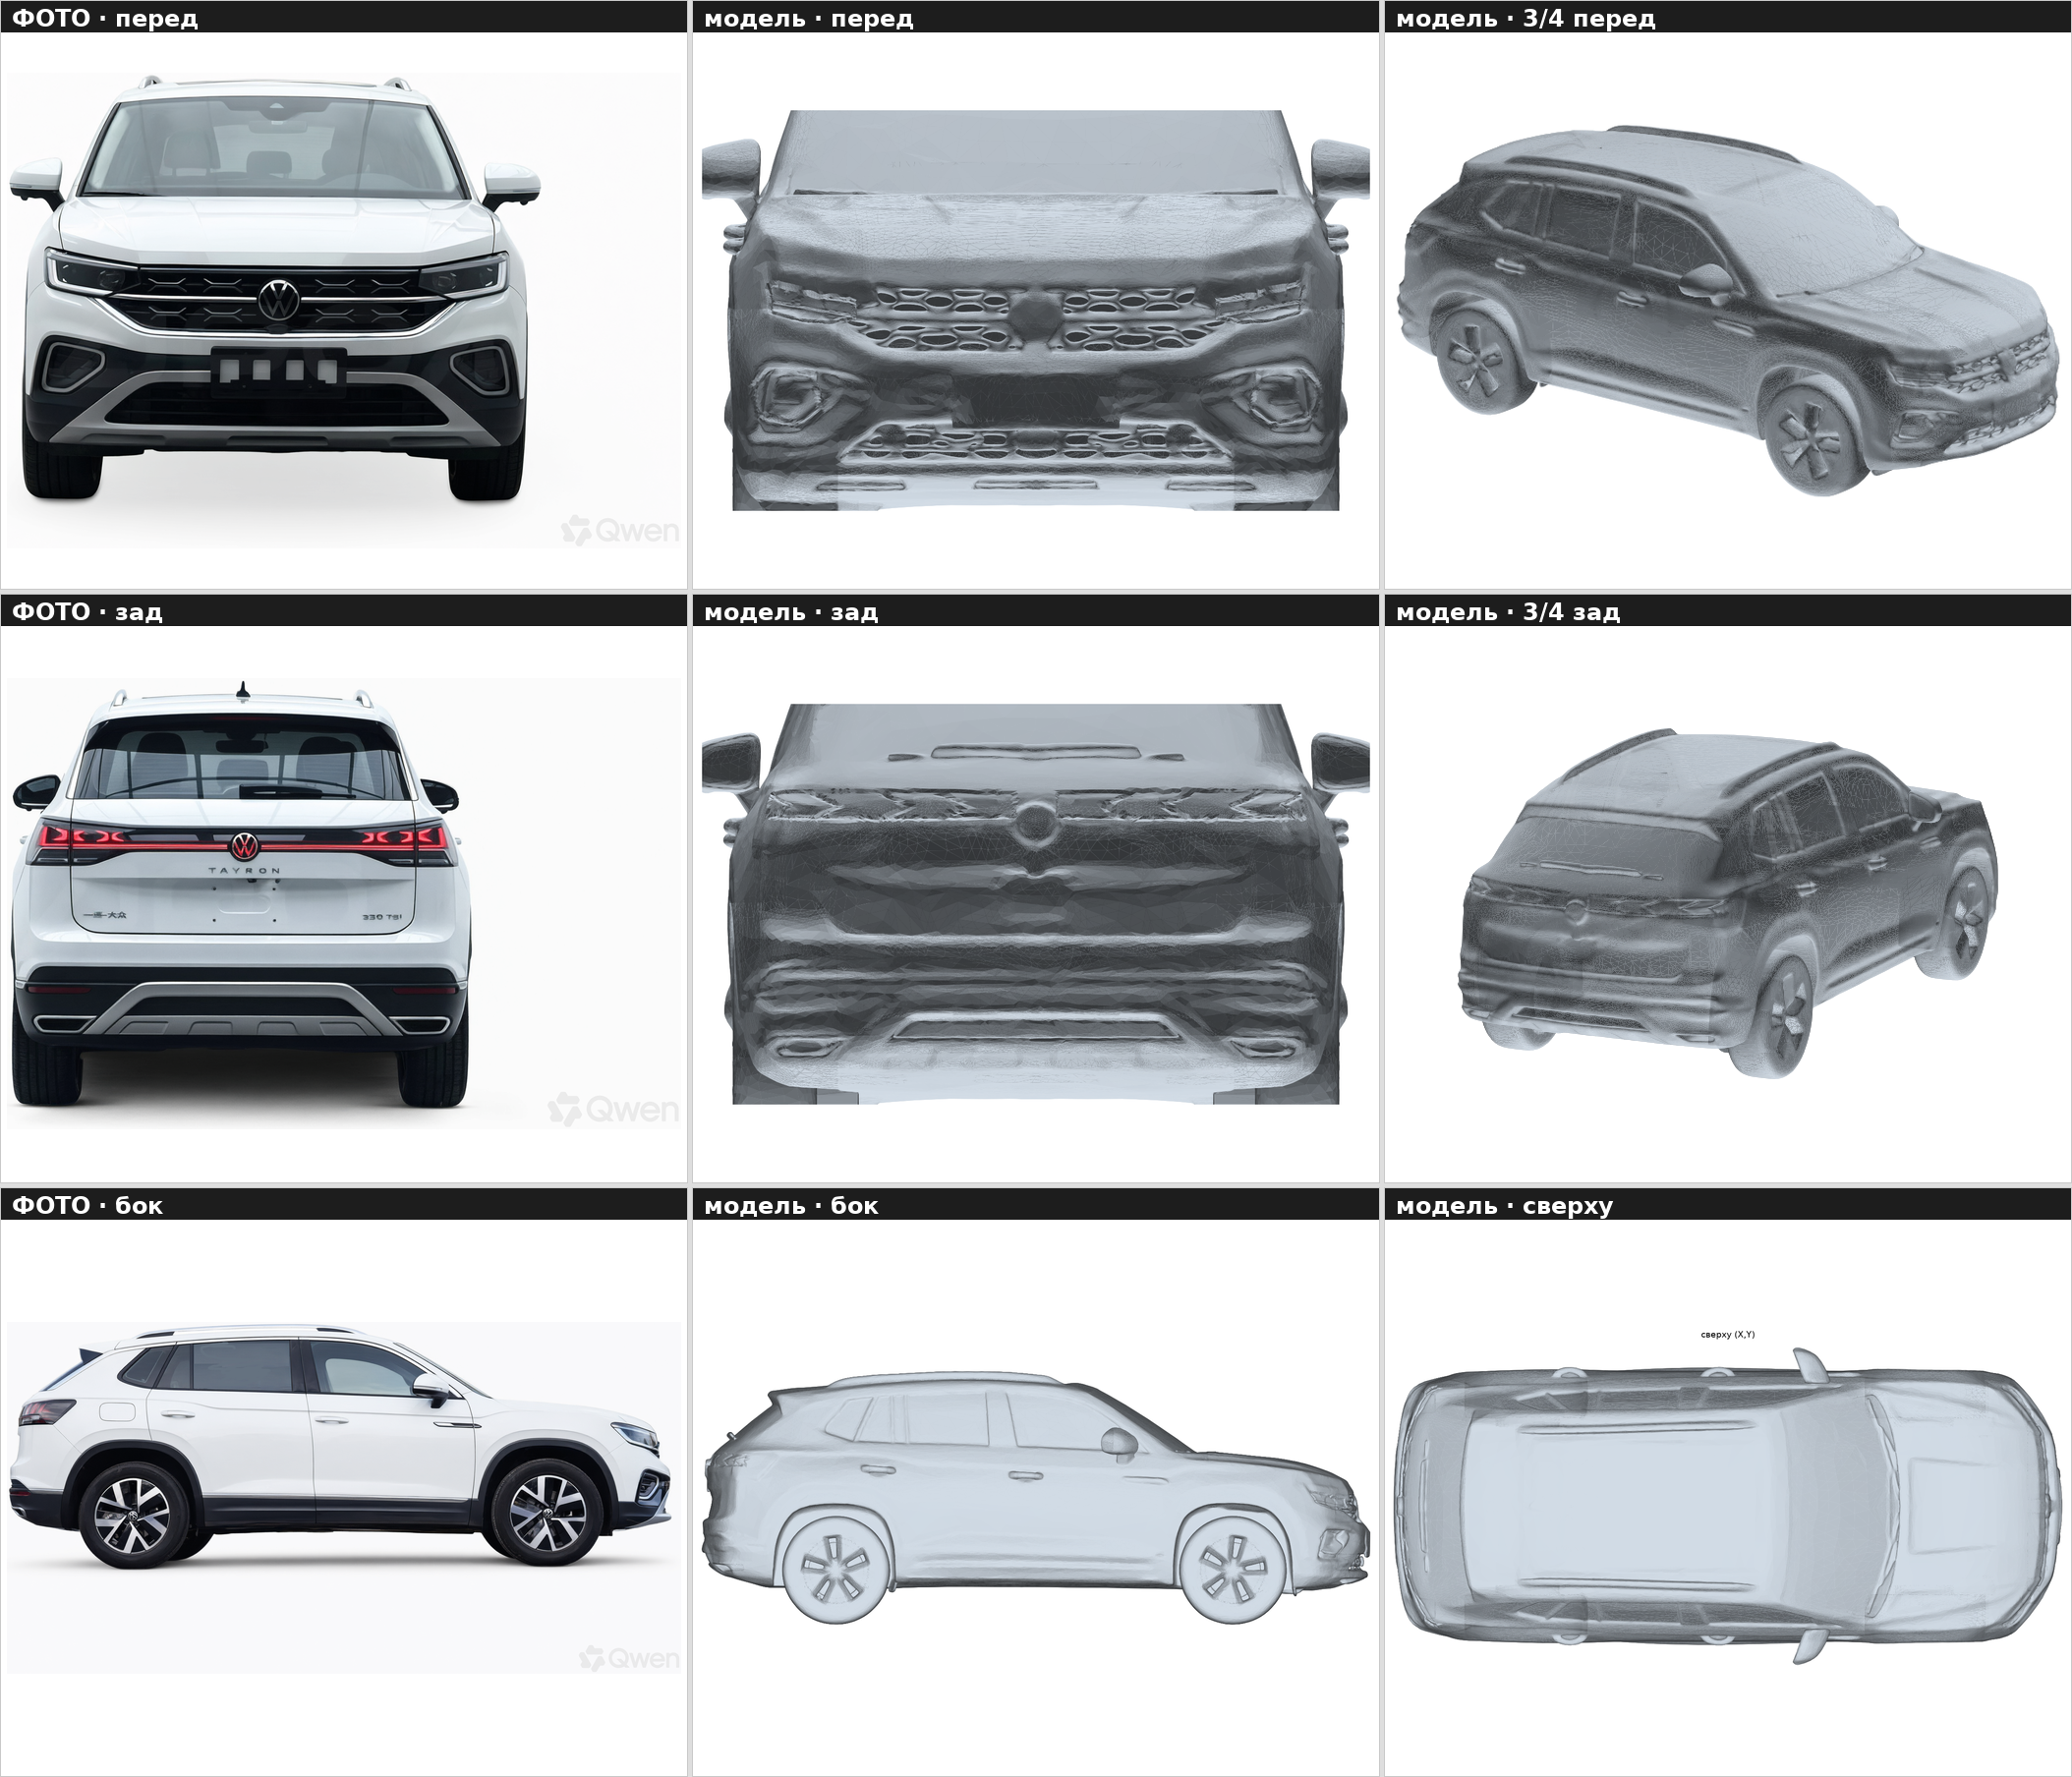 ФОТО · перед
модель · перед
модель · 3/4 перед
Qwen
ФОТО · зад
модель · зад
модель · 3/4 зад
TAYRON
一汽-大众
330 TSI
Qwen
ФОТО · бок
модель · бок
модель · сверху
сверху (X,Y)
Qwen